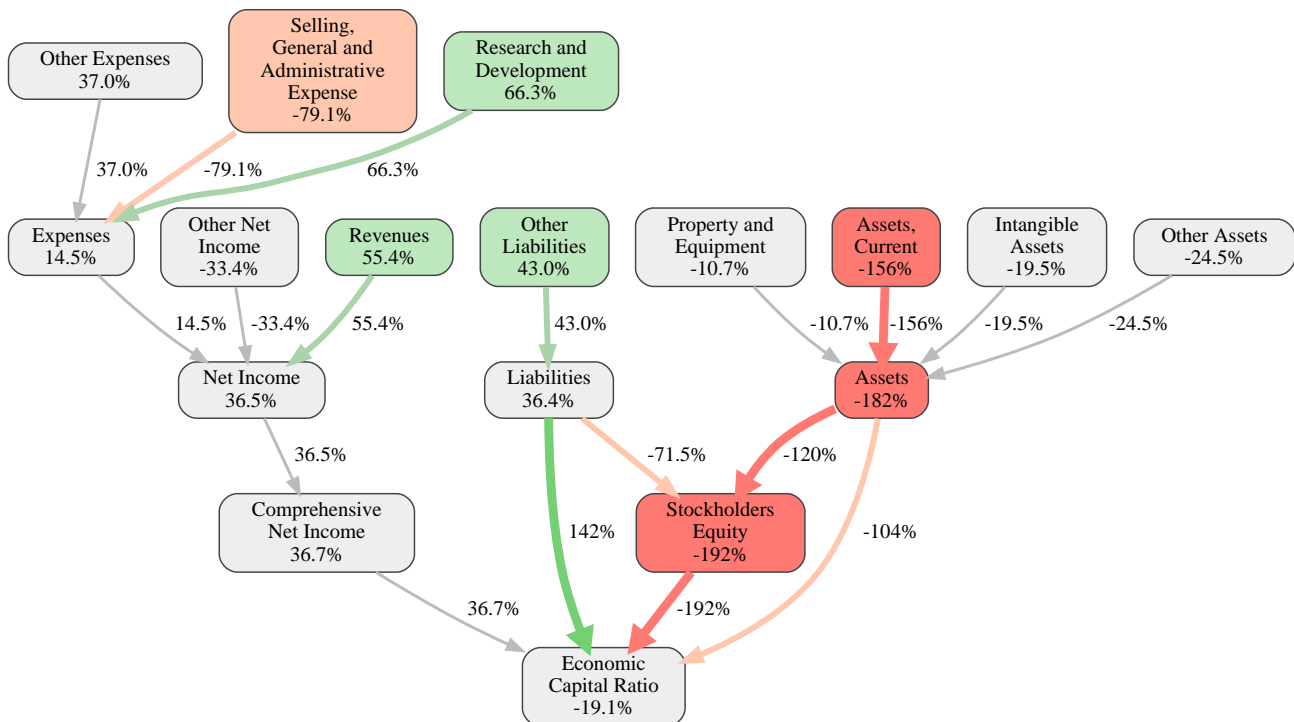 Other Expenses
37.0%
Selling,
General and
Administrative
Expense
-79.1%
Research and
Development
66.3%
37.0%
-79.1%
66.3%
Expenses
14.5%
Other Net
Income
-33.4%
Revenues
55.4%
Other
Liabilities
43.0%
Property and
Equipment
-10.7%
Assets,
Current
-156%
Intangible
Assets
-19.5%
Other Assets
-24.5%
14.5%
-33.4%
55.4%
43.0%
-10.7%
-156%
-19.5%
-24.5%
Net Income
36.5%
Liabilities
36.4%
Assets
-182%
36.5%
-71.5%
-120%
Comprehensive
Net Income
36.7%
142%
Stockholders
Equity
-192%
-104%
36.7%
-192%
Economic
Capital Ratio
-19.1%